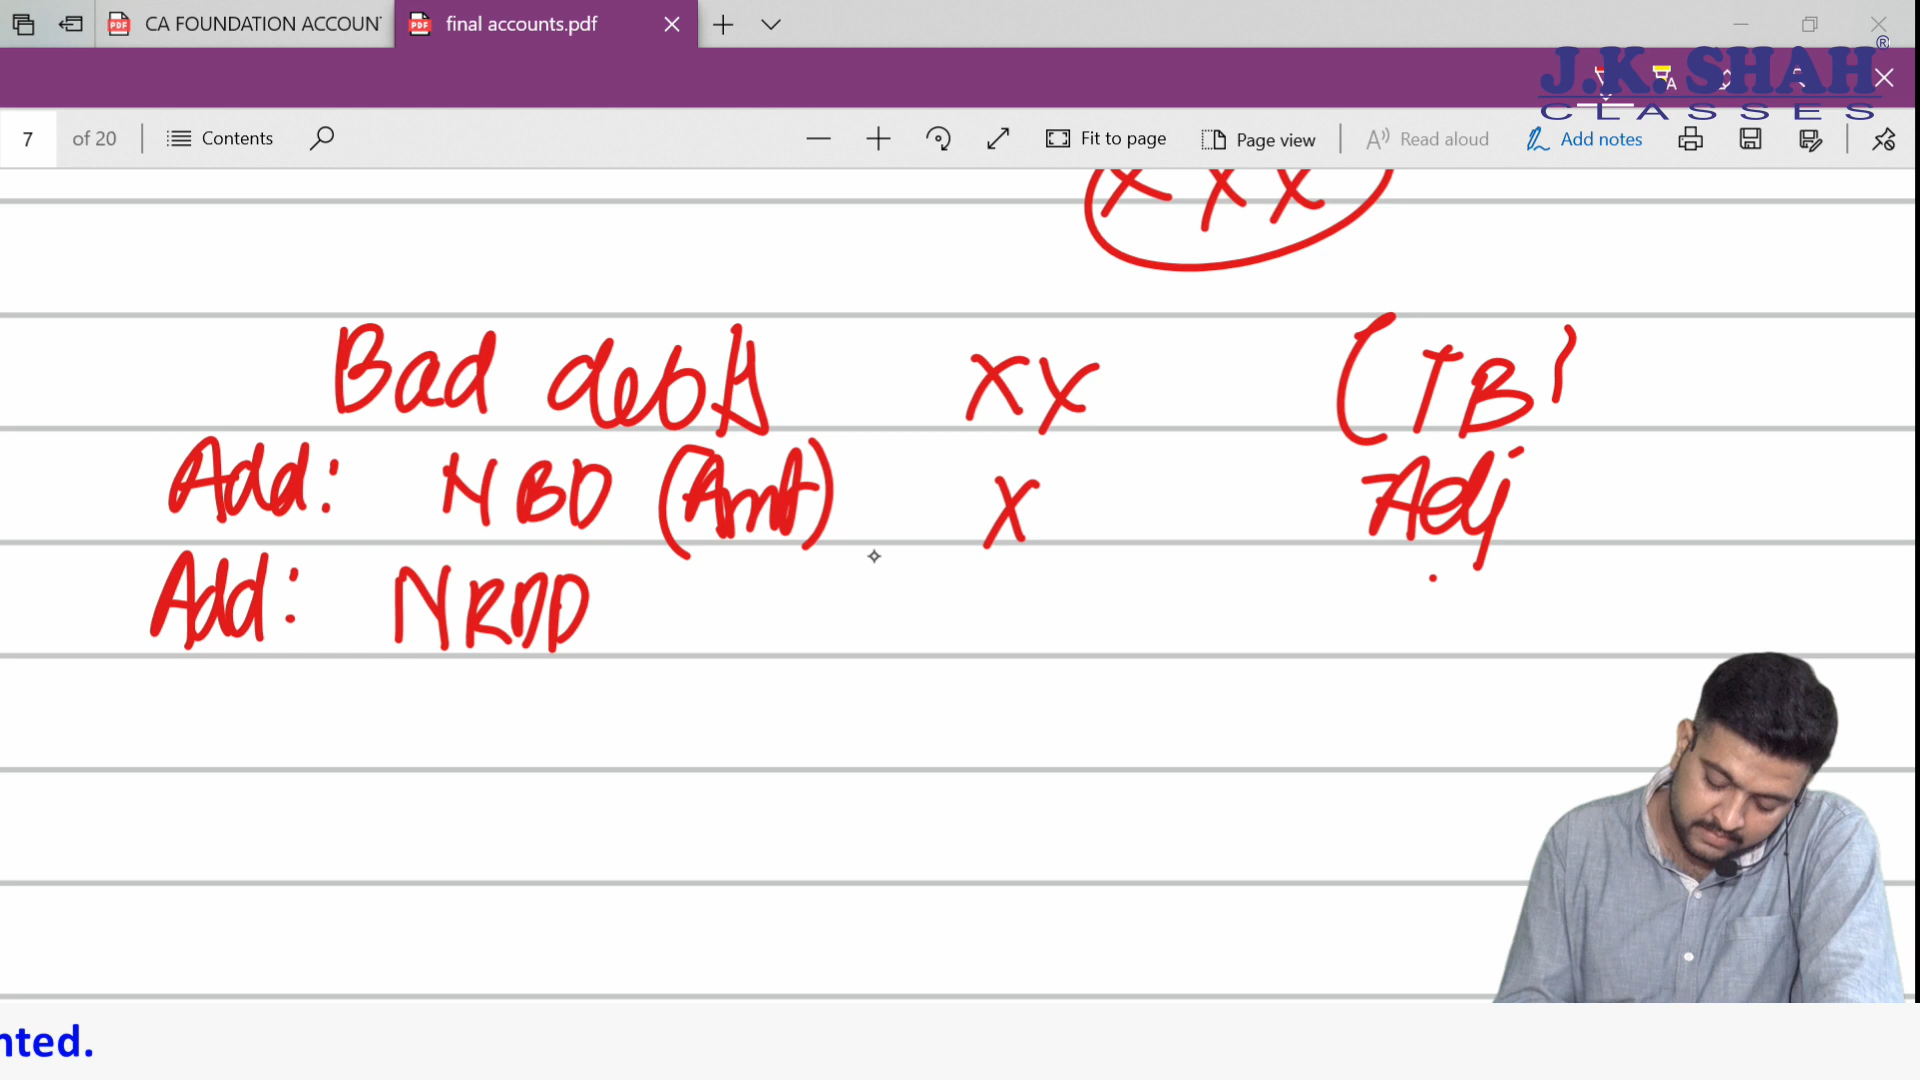 CA FOUNDATION ACCOUN
final accounts.pdf
J.K. SHAH®
CLASSES
7 of 20
Contents
Fit to page
Page view
Read aloud
Add notes
XXX
Bad debts XX (TB)
Add: NBD (Amt) X Adj
Add: NRDD
nted.